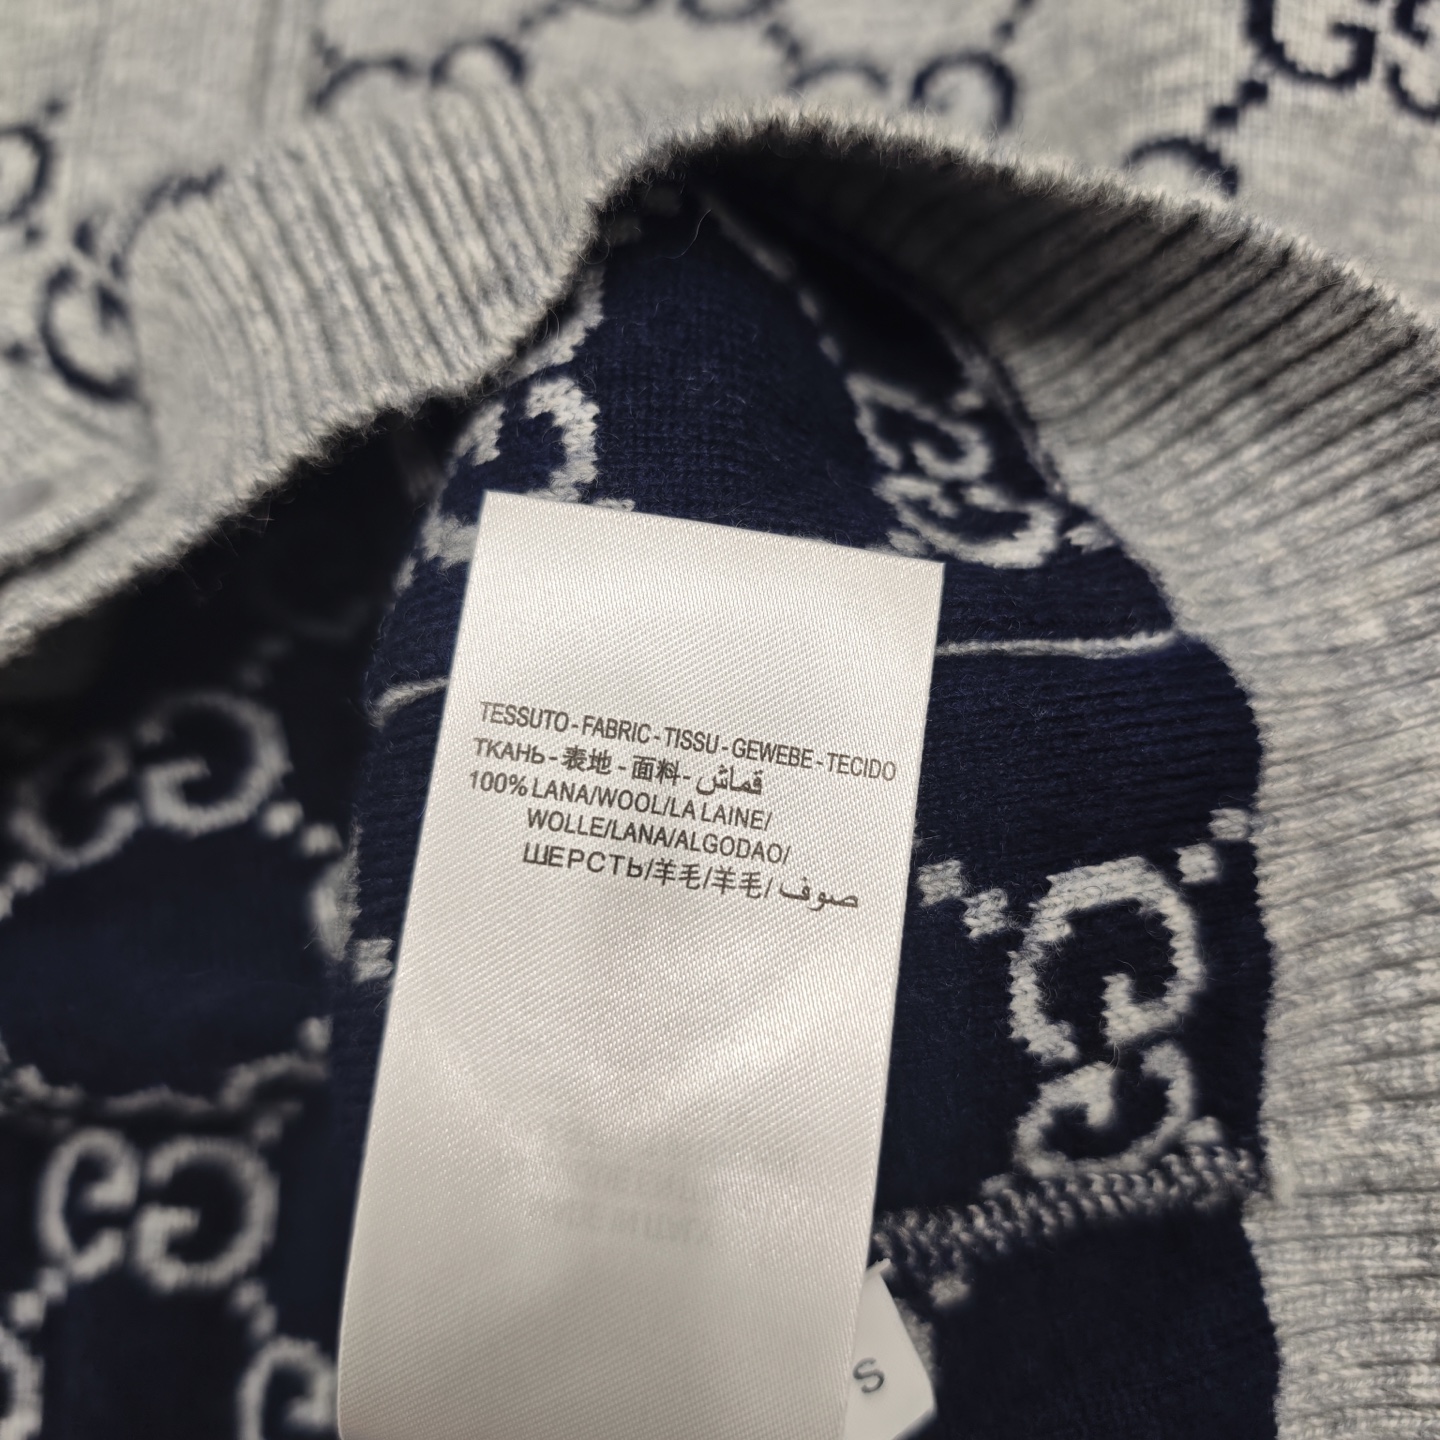 TESSUTO-FABRIC-TISSU-GEWEBE-TECIDO
ТКАНЬ-表地-面料-قماش
100% LANA/WOOL/LA LAINE/
WOLLE/LANA/ALGODAO/
ШЕРСТЬ/羊毛/羊毛/صوف
S